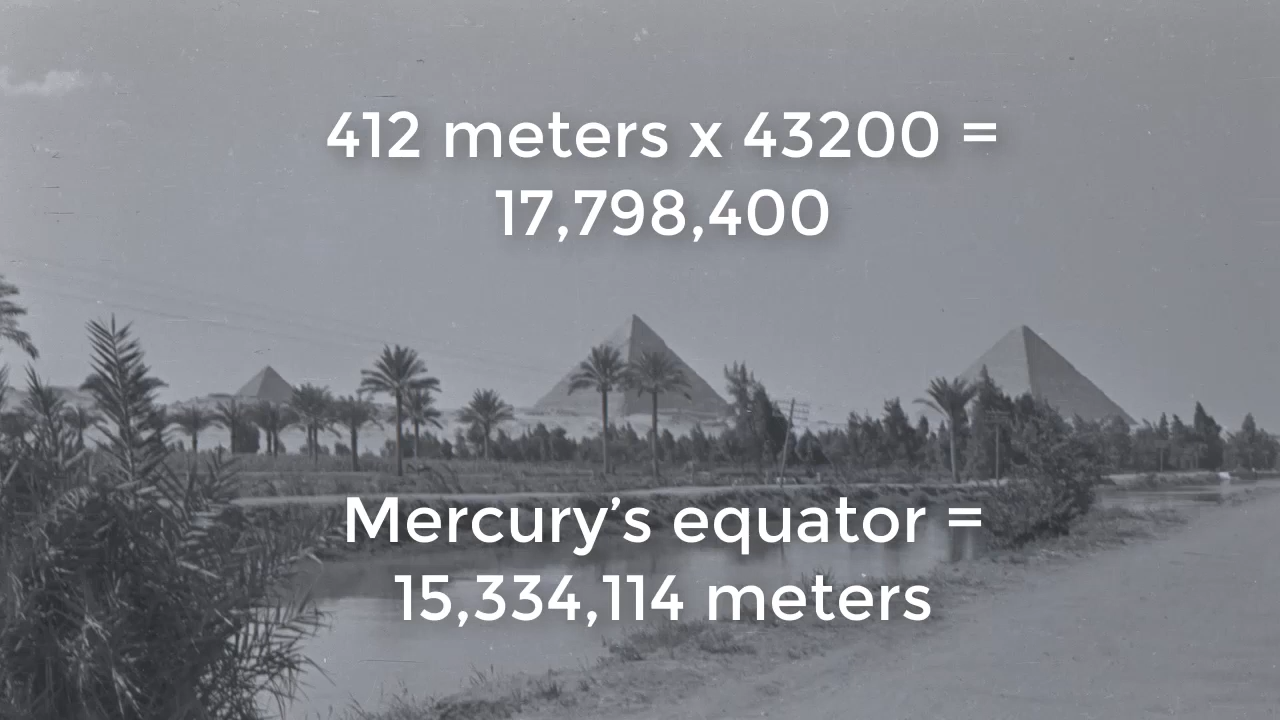 412 meters x 43200 =
17,798,400
Mercury’s equator =
15,334,114 meters